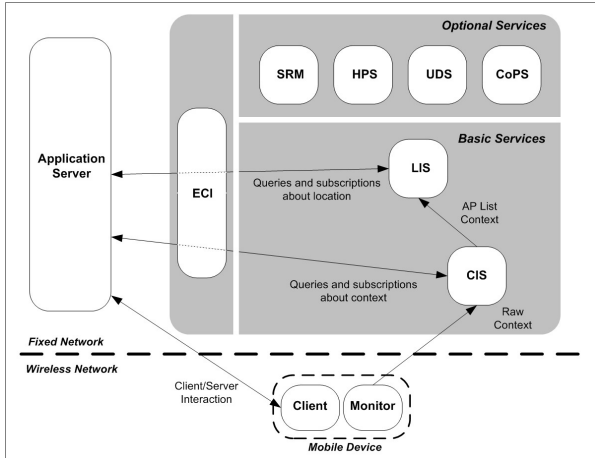 Optional Services
SRM
HPS
UDS
CoPS
Basic Services
Application
Server
ECI
LIS
Queries and subscriptions
about location
AP List
Context
CIS
Queries and subscriptions
about context
Raw
Context
Fixed Network
Wireless Network
Client/Server
Interaction
Client
Monitor
Mobile Device